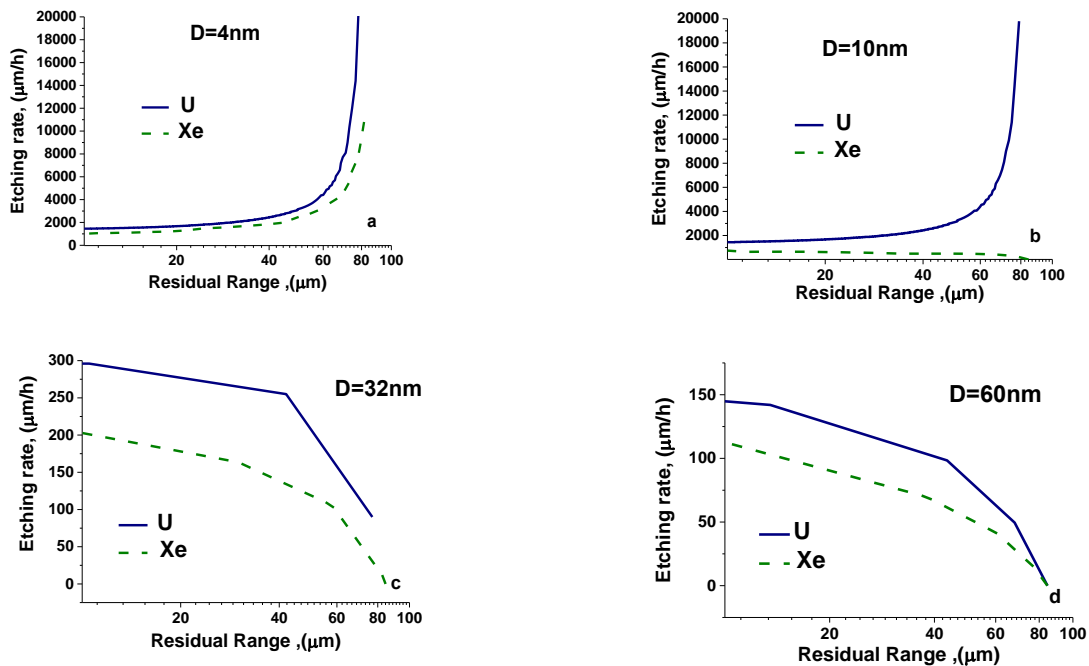 20000
18000
16000
14000
12000
10000
8000
6000
4000
2000
0
Etching rate, (μm/h)
D=4nm
U
Xe
a
20 40 60 80 100
Residual Range ,(μm)
20000
18000
16000
14000
12000
10000
8000
6000
4000
2000
Etching rate, (μm/h)
D=10nm
U
Xe
b
20 40 60 80 100
Residual Range ,(μm)
300
250
200
150
100
50
0
Etching rate, (μm/h)
D=32nm
U
Xe
c
20 40 60 80 100
Residual Range ,(μm)
150
100
50
0
Etching rate, (μm/h)
D=60nm
U
Xe
d
20 40 60 80 100
Residual Range ,(μm)